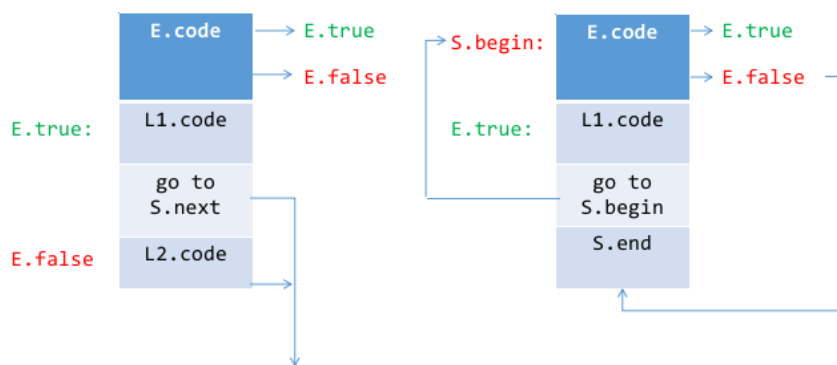 E.code
E.true
E.false
E.true:
L1.code
go to
S.next
E.false
L2.code
S.begin:
E.code
E.true
E.false
E.true:
L1.code
go to
S.begin
S.end